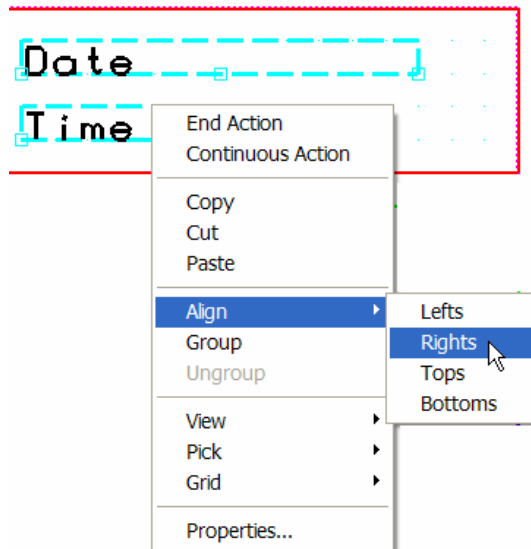 Date
Time
End Action
Continuous Action
Copy
Cut
Paste
Align
Group
Ungroup
View
Pick
Grid
Properties...
Lefts
Rights
Tops
Bottoms